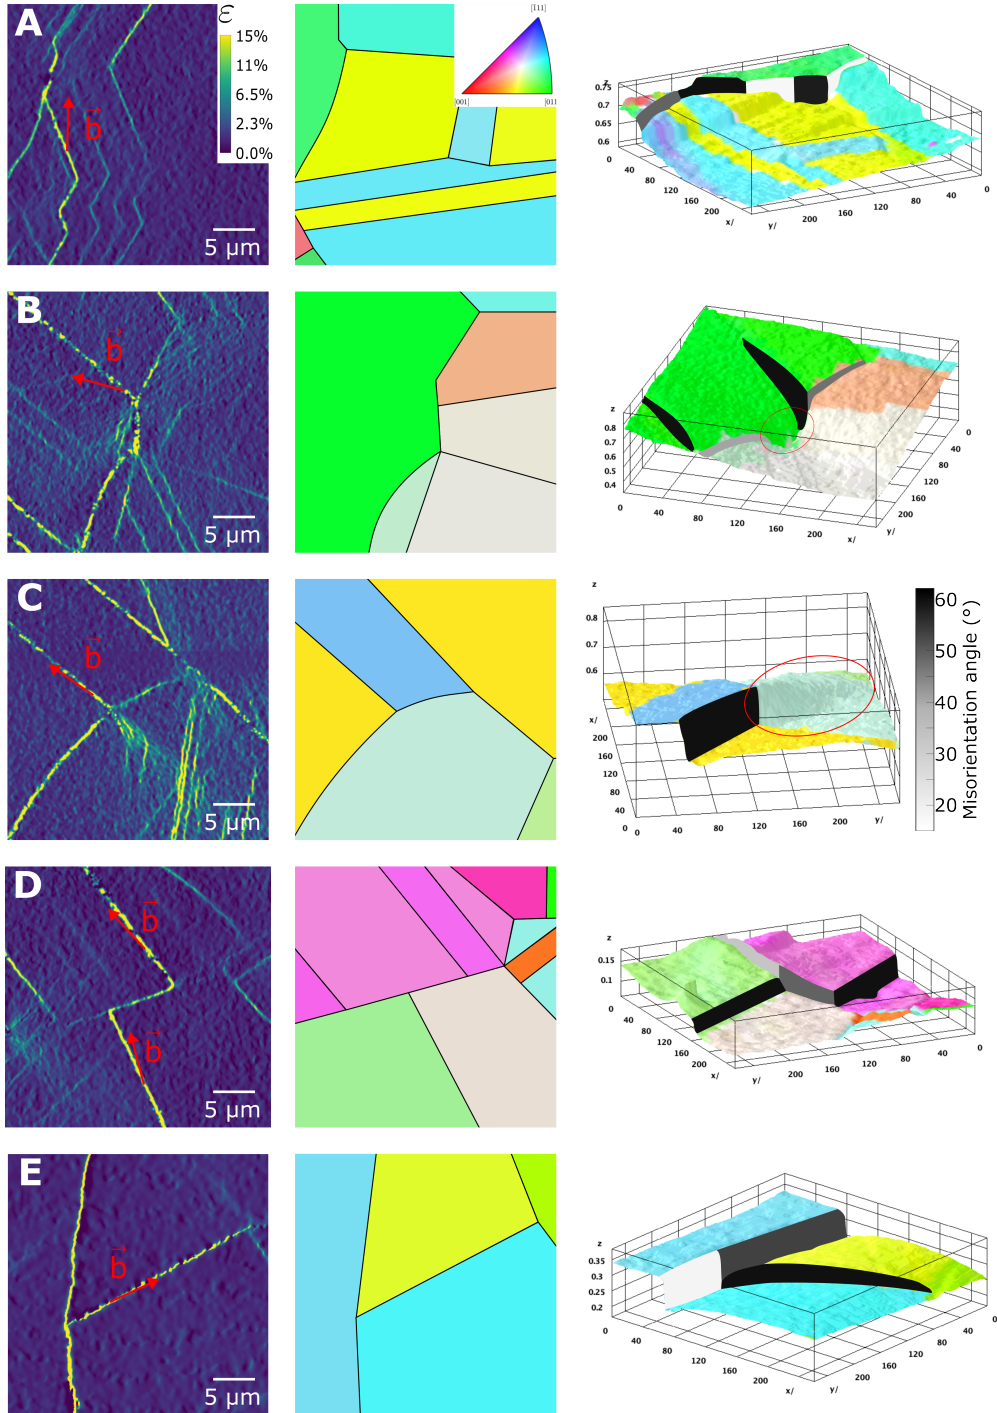 A
ε
15%
11%
6.5%
2.3%
0.0%
b
5 µm
[1̄11]
[001]
[011]
z
0.75
0.7
0.65
0.6
0
40
80
120
160
200
x/
y/
200
160
120
80
40
0
B
b
5 µm
z
0.8
0.7
0.6
0.5
0.4
0
40
80
120
160
200
x/
y/
200
160
120
80
40
0
C
b
5 µm
z
0.8
0.7
0.6
x/
200
160
120
80
40
0
0
40
80
120
160
200
y/
60
50
40
30
20
Misorientation angle (°)
D
b
b
5 µm
z
0.15
0.1
0
40
80
120
160
200
x/
y/
200
160
120
80
40
0
E
b
5 µm
z
0.35
0.3
0.25
0.2
0
40
80
120
160
200
x/
y/
200
160
120
80
40
0